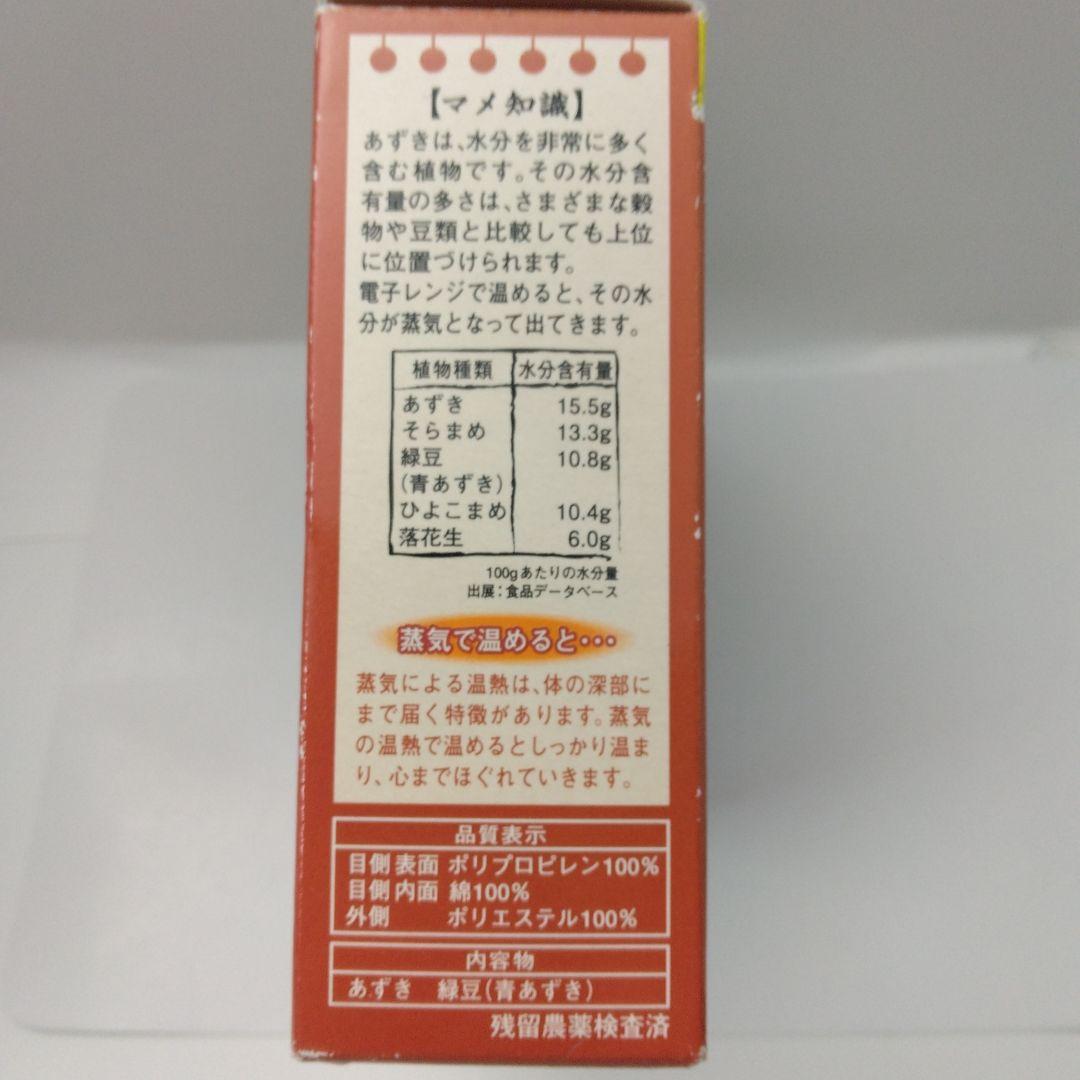 【マメ知識】
あずきは、水分を非常に多く
含む植物です。その水分含
有量の多さは、さまざまな穀
物や豆類と比較しても上位
に位置づけられます。
電子レンジで温めると、その水
分が蒸気となって出てきます。
植物種類 水分含有量
あずき 15.5g
そらまめ 13.3g
緑豆 10.8g
(青あずき)
ひよこまめ 10.4g
落花生 6.0g
100gあたりの水分量
出展：食品データベース
蒸気で温めると・・・
蒸気による温熱は、体の深部に
まで届く特徴があります。蒸気
の温熱で温めるとしっかり温ま
り、心までほぐれていきます。
品質表示
目側表面 ポリプロピレン100%
目側内面 綿100%
外側 ポリエステル100%
内容物
あずき 緑豆(青あずき)
残留農薬検査済